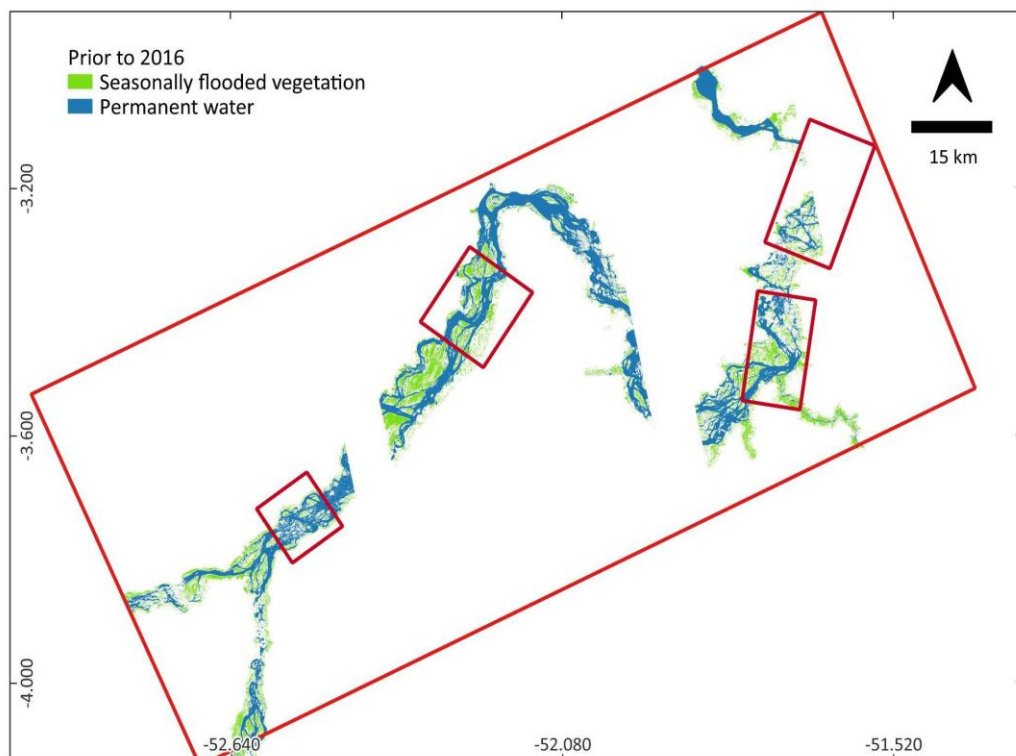 Prior to 2016
Seasonally flooded vegetation
Permanent water
15 km
-3.200
-3.600
-4.000
-52.640
-52.080
-51.520